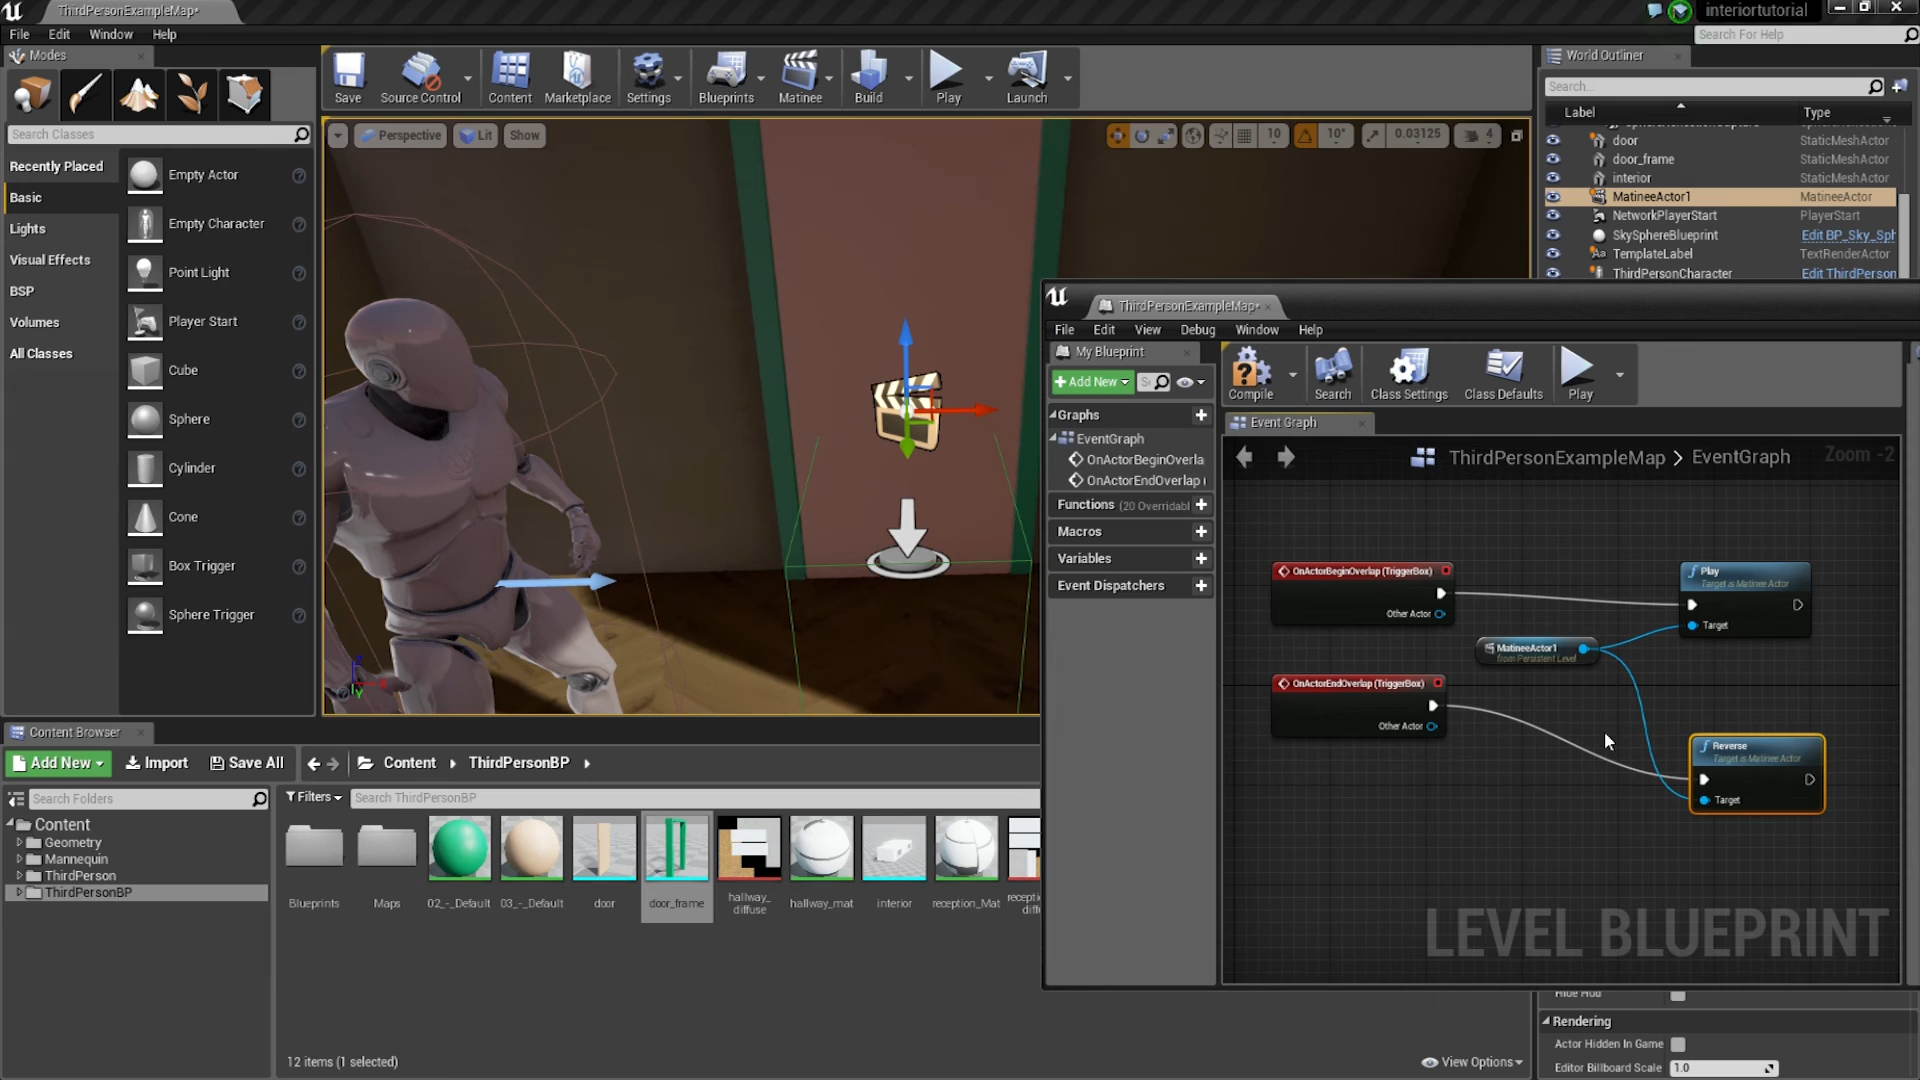 ThirdPersonExampleMap*
interiortutorial
File Edit Window Help
Search For Help
Modes
Search Classes
Recently Placed
Basic
Lights
Visual Effects
BSP
Volumes
All Classes
Empty Actor
Empty Character
Point Light
Player Start
Cube
Sphere
Cylinder
Cone
Box Trigger
Sphere Trigger
Save
Source Control
Content
Marketplace
Settings
Blueprints
Matinee
Build
Play
Launch
Perspective
Lit
Show
10
10°
0.03125
4
World Outliner
Search...
Label Type
door StaticMeshActor
door_frame StaticMeshActor
interior StaticMeshActor
MatineeActor1 MatineeActor
NetworkPlayerStart PlayerStart
SkySphereBlueprint Edit BP_Sky_Sph
TemplateLabel TextRenderActor
ThirdPersonCharacter Edit ThirdPerson
ThirdPersonExampleMap*
File Edit View Debug Window Help
My Blueprint
Add New
Graphs
EventGraph
OnActorBeginOverla
OnActorEndOverlap (
Functions (20 Overridabl
Macros
Variables
Event Dispatchers
Compile
Search
Class Settings
Class Defaults
Play
Event Graph
ThirdPersonExampleMap > EventGraph
Zoom -2
OnActorBeginOverlap (TriggerBox)
Other Actor
Play
Target is Matinee Actor
Target
MatineeActor1
from Persistent Level
OnActorEndOverlap (TriggerBox)
Other Actor
Reverse
Target is Matinee Actor
Target
LEVEL BLUEPRINT
Content Browser
Add New
Import
Save All
Content
ThirdPersonBP
Search Folders
Filters
Search ThirdPersonBP
Content
Geometry
Mannequin
ThirdPerson
ThirdPersonBP
Blueprints
Maps
02_-_Default
03_-_Default
door
door_frame
hallway_
diffuse
hallway_mat
interior
reception_Mat
12 items (1 selected)
View Options
Hide Hud
Rendering
Actor Hidden In Game
Editor Billboard Scale 1.0